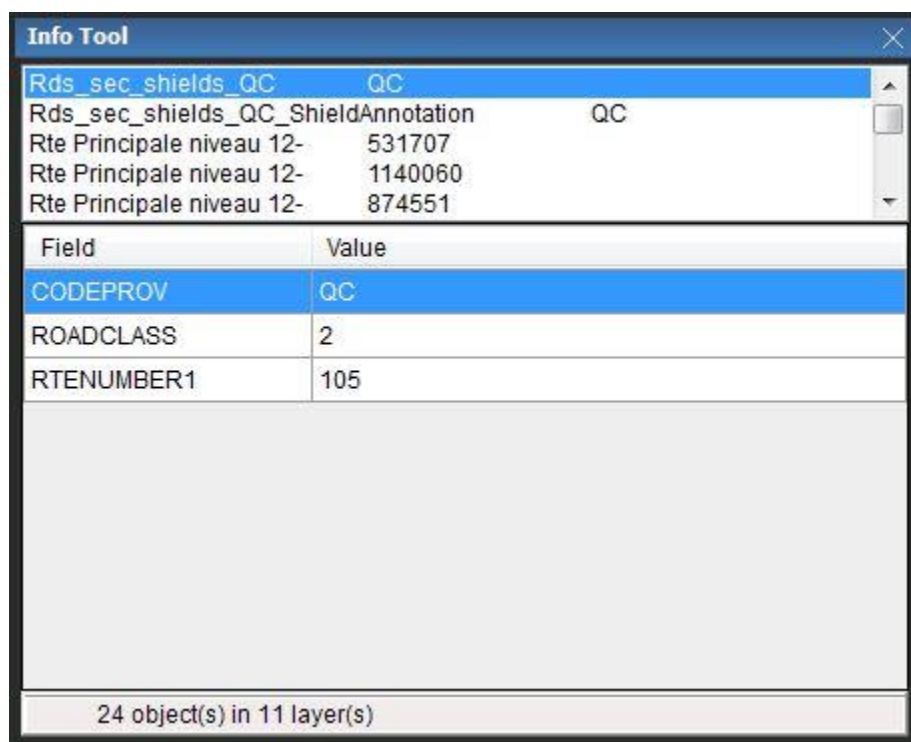 Info Tool
Rds_sec_shields_QC QC
Rds_sec_shields_QC_ShieldAnnotation QC
Rte Principale niveau 12- 531707
Rte Principale niveau 12- 1140060
Rte Principale niveau 12- 874551
Field Value
CODEPROV QC
ROADCLASS 2
RTENUMBER1 105
24 object(s) in 11 layer(s)